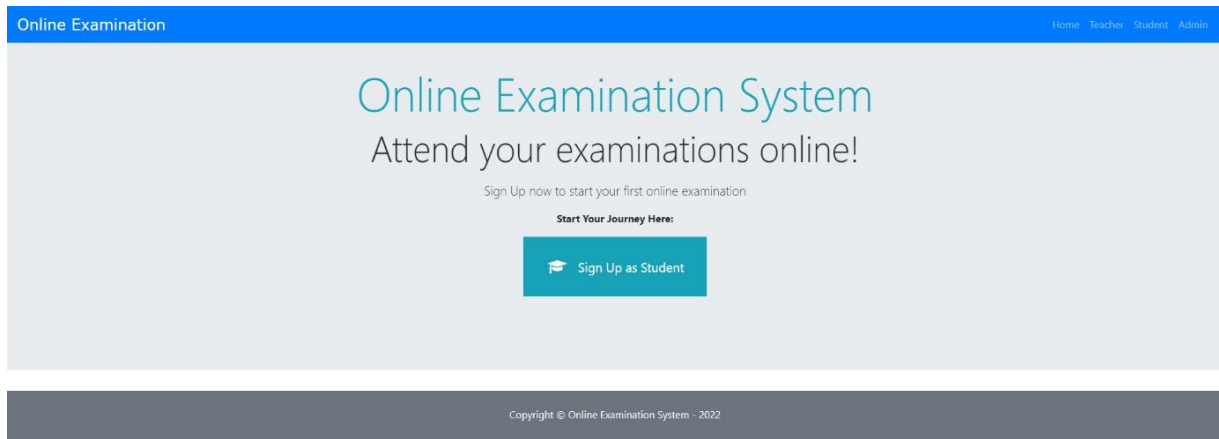 Online Examination
Home Teacher Student Admin
Online Examination System
Attend your examinations online!
Sign Up now to start your first online examination
Start Your Journey Here:
Sign Up as Student
Copyright © Online Examination System - 2022